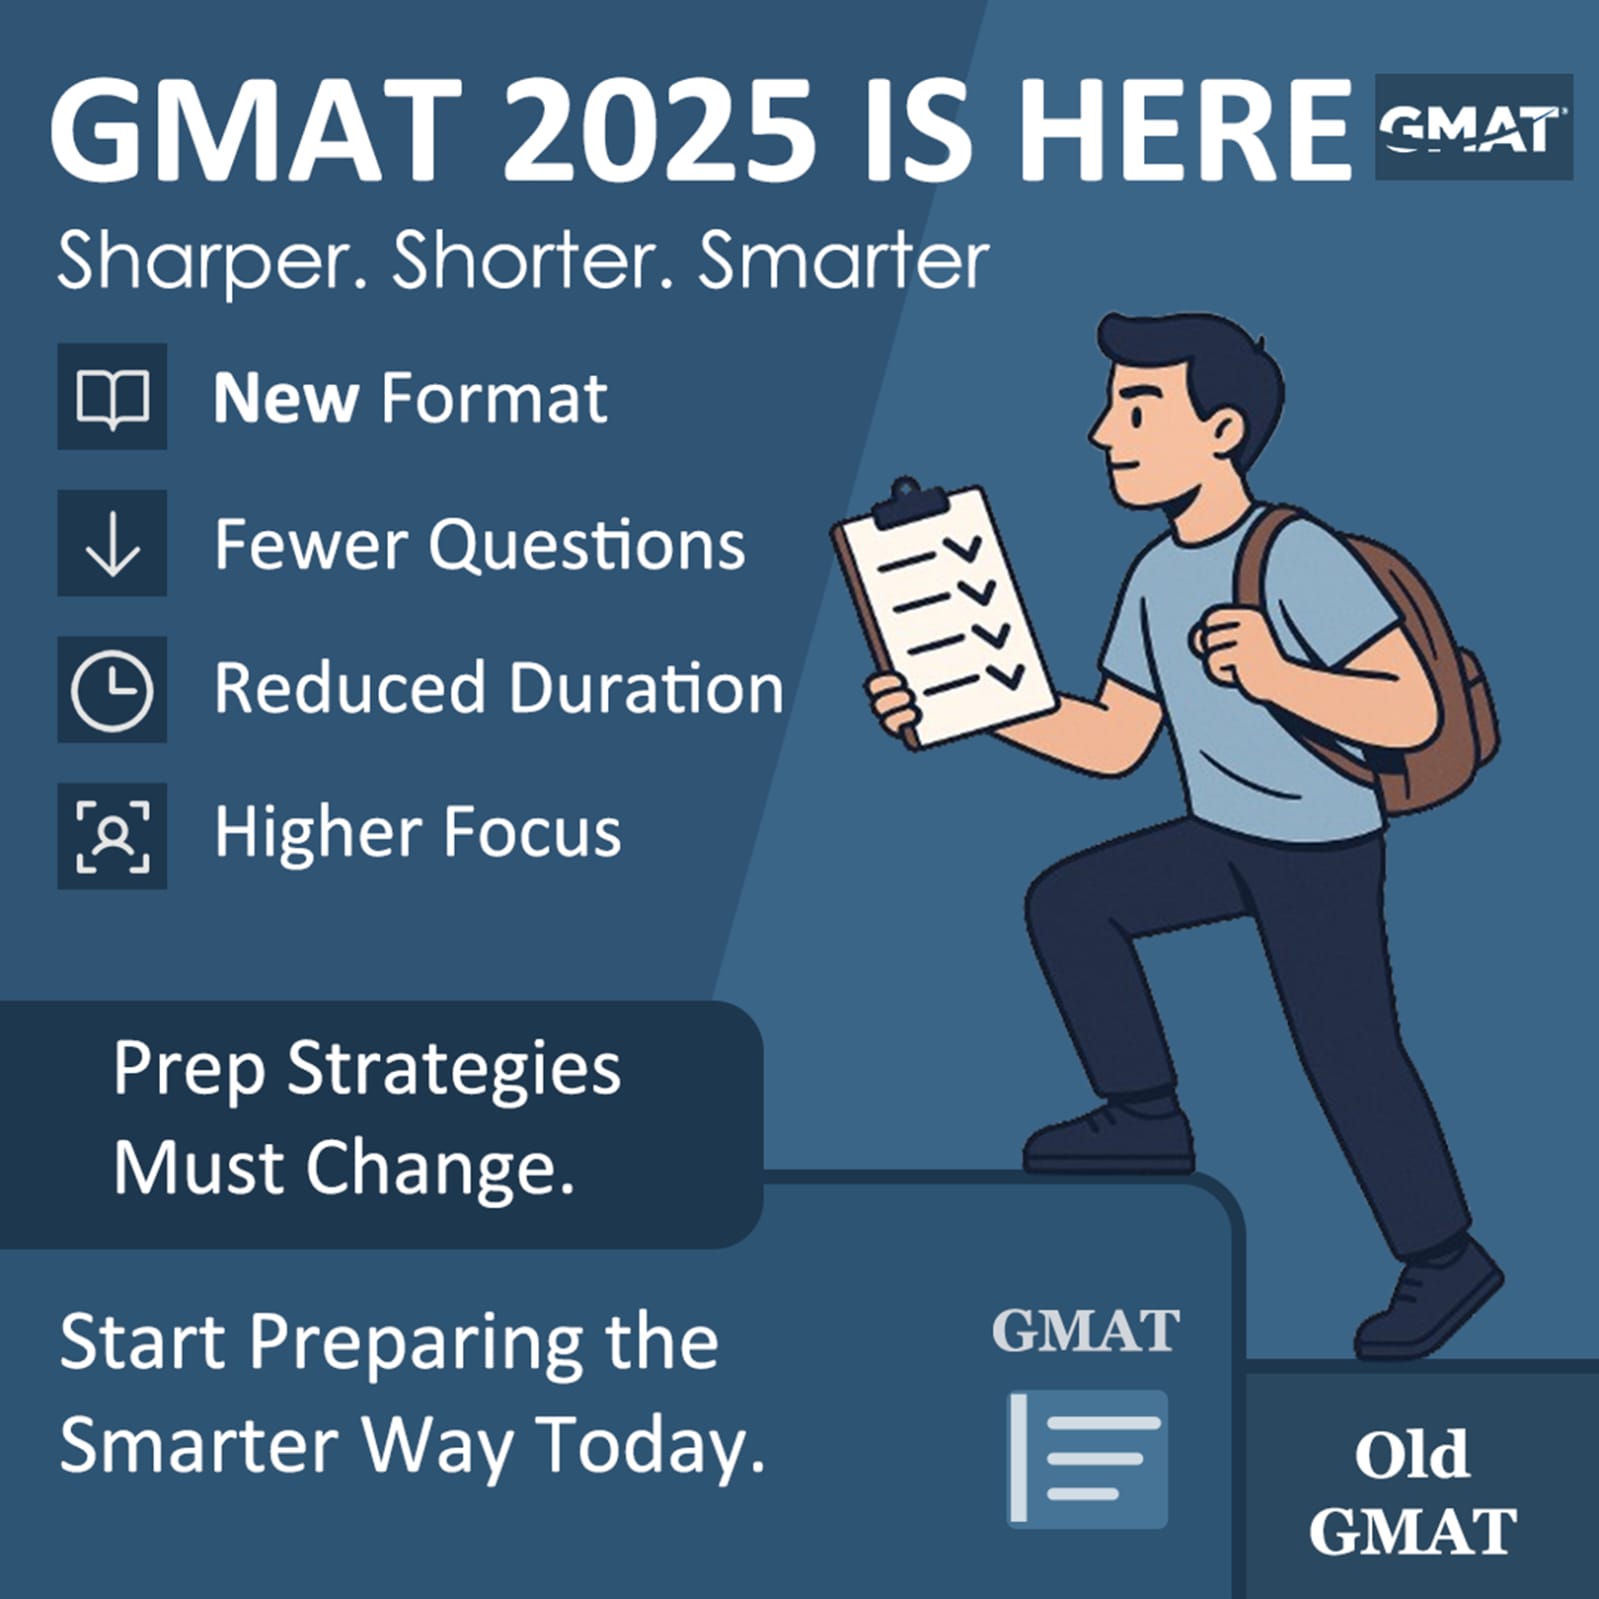 GMAT 2025 IS HERE
GMAT®
Sharper. Shorter. Smarter
New Format
Fewer Questions
Reduced Duration
Higher Focus
Prep Strategies
Must Change.
Start Preparing the
Smarter Way Today.
GMAT
Old
GMAT